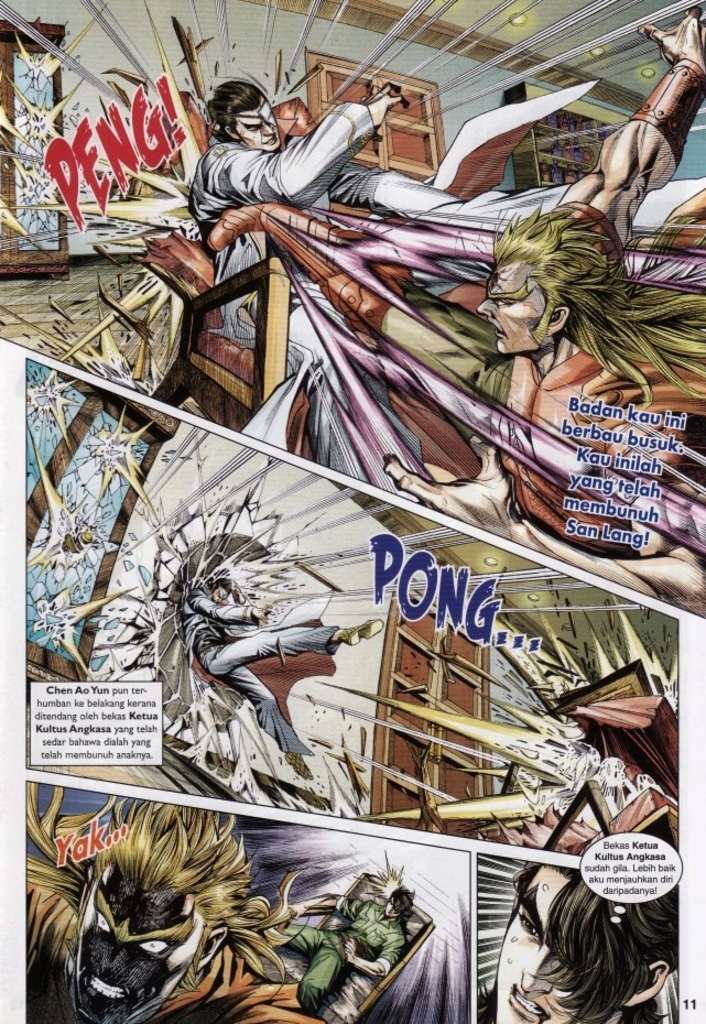 PENG!
Badan kau ini
berbau busuk.
Kau inilah
yang telah
membunuh
San Lang!
PONG...
Chen Ao Yun pun ter-
humban ke belakang kerana
ditendang oleh bekas Ketua
Kultus Angkasa yang telah
sedar bahawa dialah yang
telah membunuh anaknya.
Yak...
Bekas Ketua
Kultus Angkasa
sudah gila. Lebih baik
aku menjauhkan diri
daripadanya!
11